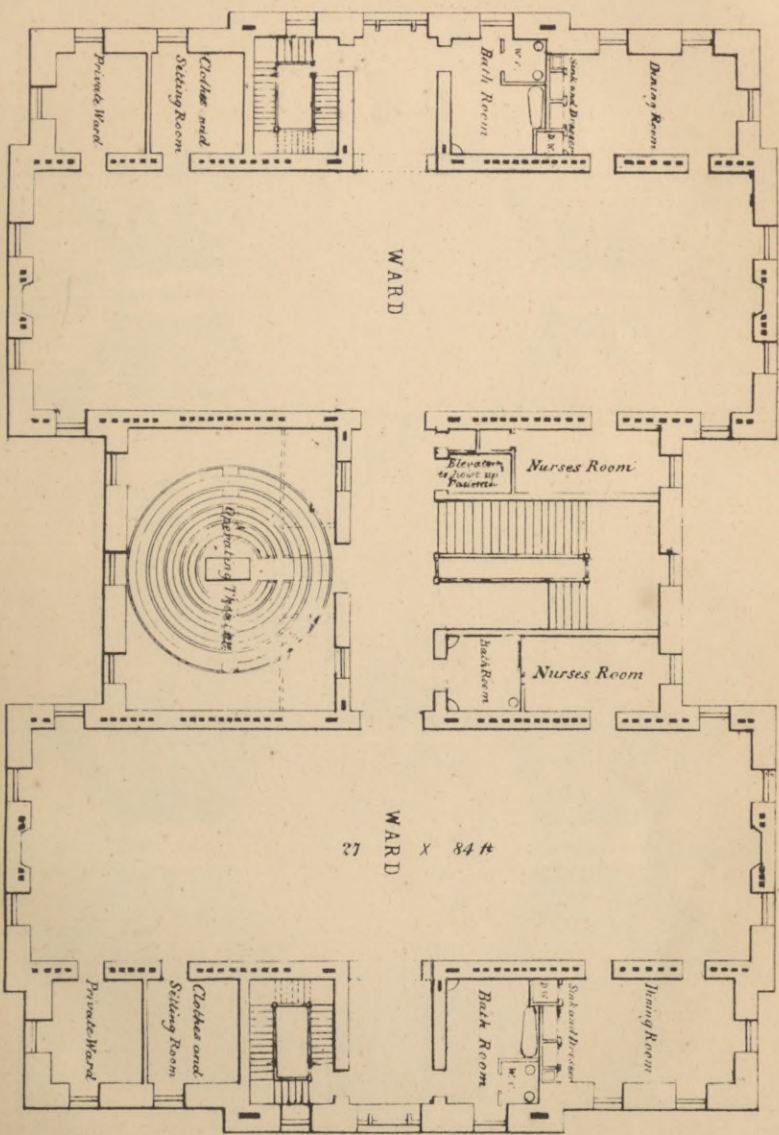 Private Ward
Clothes and
Sitting Room
Bath Room
W.C.
Sink and Dresser
D.W.
Dining Room
WARD
Operating Theatre
Elevator
to hoist up
Patients
Nurses Room
Bath Room
Nurses Room
WARD
27 X 84 ft
Private Ward
Clothes and
Sitting Room
Bath Room
D.W.
W.C.
Sink and Dresser
Dining Room